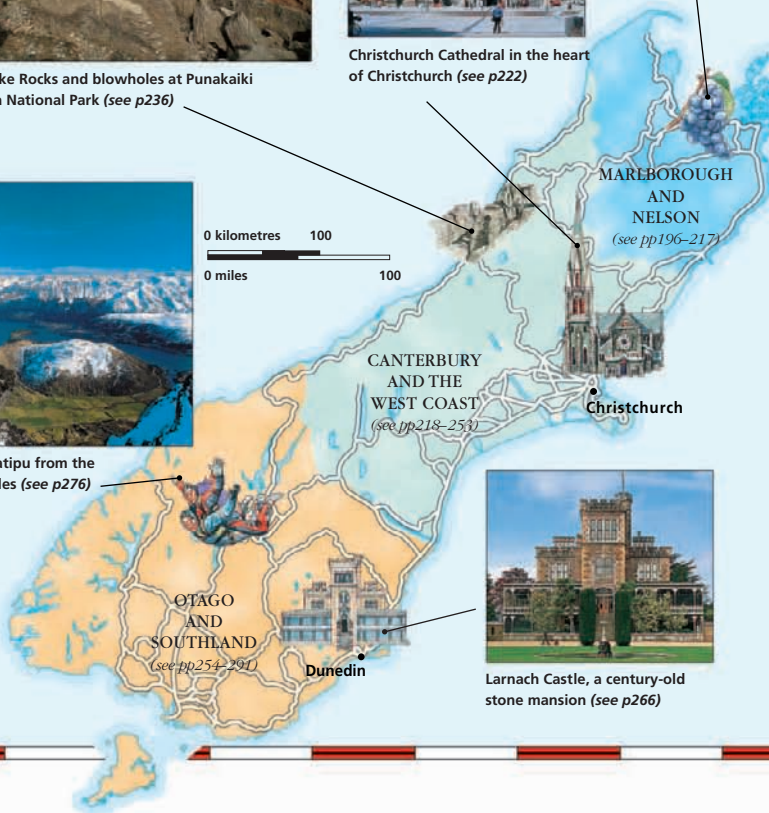 Christchurch Cathedral in the heart
of Christchurch (see p222)
Rocks and blowholes at Punakaiki
National Park (see p236)
MARLBOROUGH
AND
NELSON
(see pp196–217)
0 kilometres 100
0 miles 100
CANTERBURY
AND THE
WEST COAST
(see pp218–253)
Christchurch
from the
(see p276)
OTAGO
AND
SOUTHLAND
(see pp254–291)
Dunedin
Larnach Castle, a century-old
stone mansion (see p266)